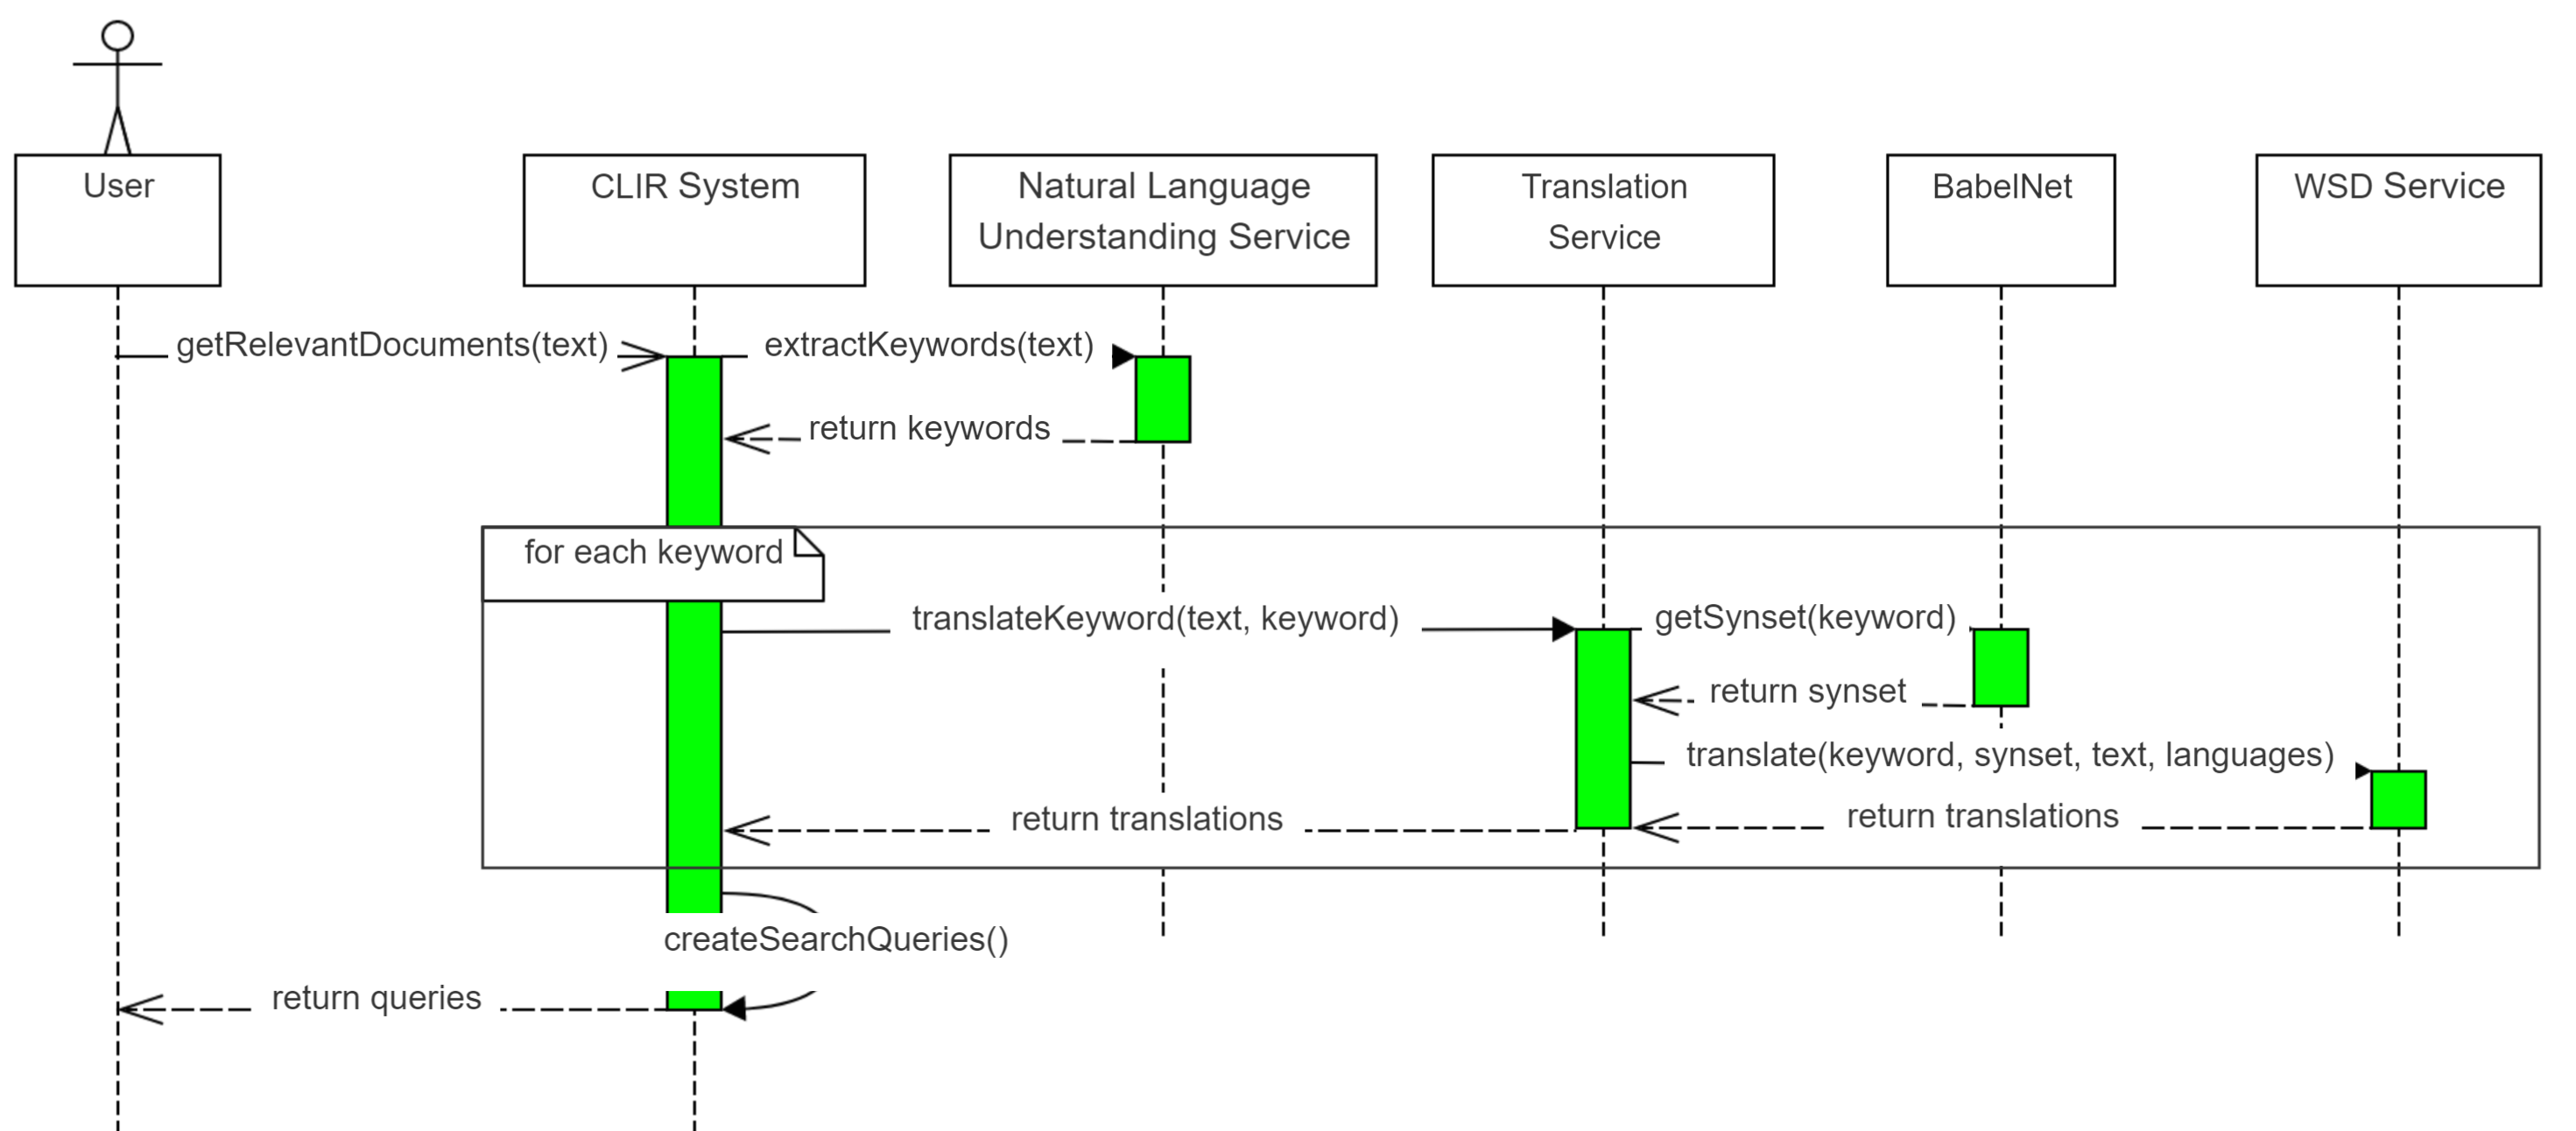 User
CLIR System
Natural Language
Understanding Service
Translation
Service
BabelNet
WSD Service
getRelevantDocuments(text)
extractKeywords(text)
return keywords
for each keyword
translateKeyword(text, keyword)
getSynset(keyword)
return synset
translate(keyword, synset, text, languages)
return translations
return translations
createSearchQueries()
return queries